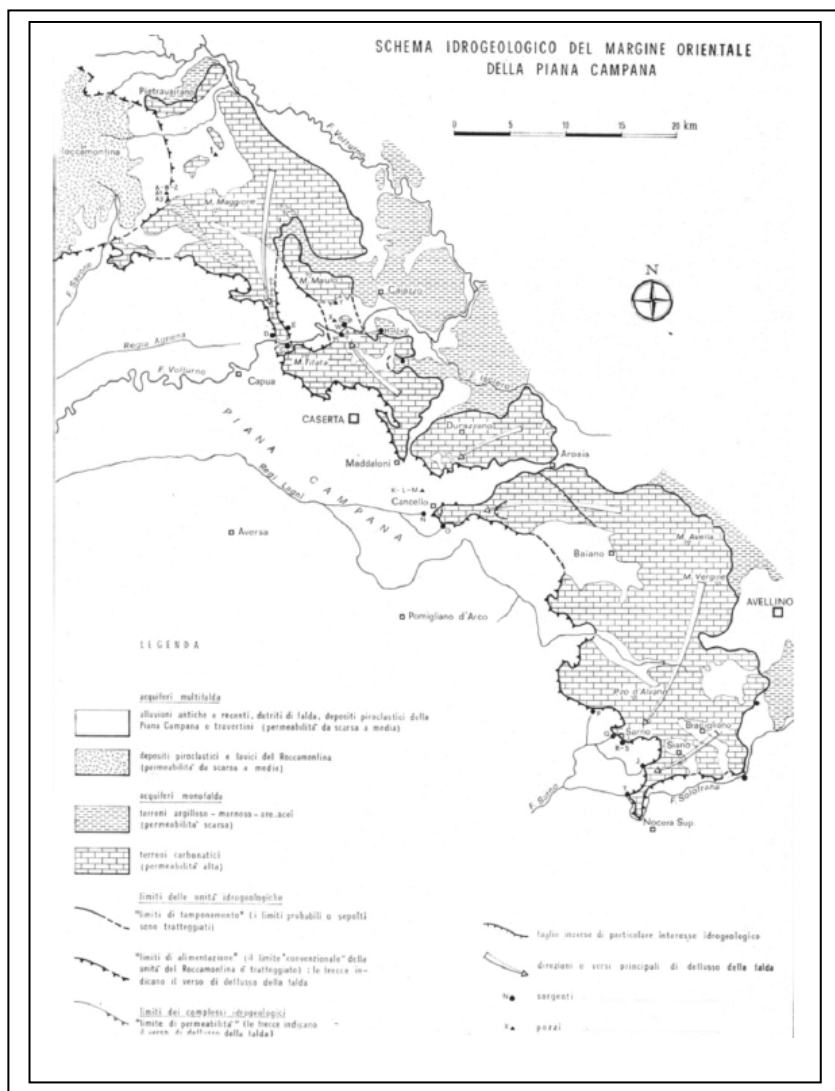 SCHEMA IDROGEOLOGICO DEL MARGINE ORIENTALE
DELLA PIANA CAMPANA
0 5 10 15 20 km
Pietravairano
F. Volturno
M. Maggiore
F. Savone
N
Regia Agnena
F. Volturno
M. Tifata
Capua
CASERTA
Durazzano
Maddaloni
Arpaia
PIANA CAMPANA
Regi Lagni
K-L-M
Cancello
N
Aversa
Baiano
M. Avella
M. Vergine
AVELLINO
Pomigliano d'Arco
Pzo d'Alvano
Bracigliano
Sarno
Siano
R-S
F. Sarno
F. Solofrana
Nocera Sup.
LEGENDA
acquiferi multifalda
alluvioni antiche e recenti, detriti di falda, depositi piroclastici della
Piana Campana e travertini (permeabilità da scarsa a media)
depositi piroclastici e lavici del Roccamonfina
(permeabilità da scarsa a media)
acquiferi monofalda
terreni argilloso-marnoso-arenacei
(permeabilità scarsa)
terreni carbonatici
(permeabilità alta)
limiti delle unità idrogeologiche
"limiti di tamponamento" (i limiti probabili o sepolti
sono tratteggiati)
"limiti di alimentazione" (il limite "convenzionale" della
unità del Roccamonfina è tratteggiato): le frecce in-
dicano il verso di deflusso della falda
limiti dei complessi idrogeologici
"limite di permeabilità" (le frecce indicano
il verso di deflusso della falda)
faglie inverse di particolare interesse idrogeologico
direzioni e versi principali di deflusso della falda
N sorgenti
X pozzi